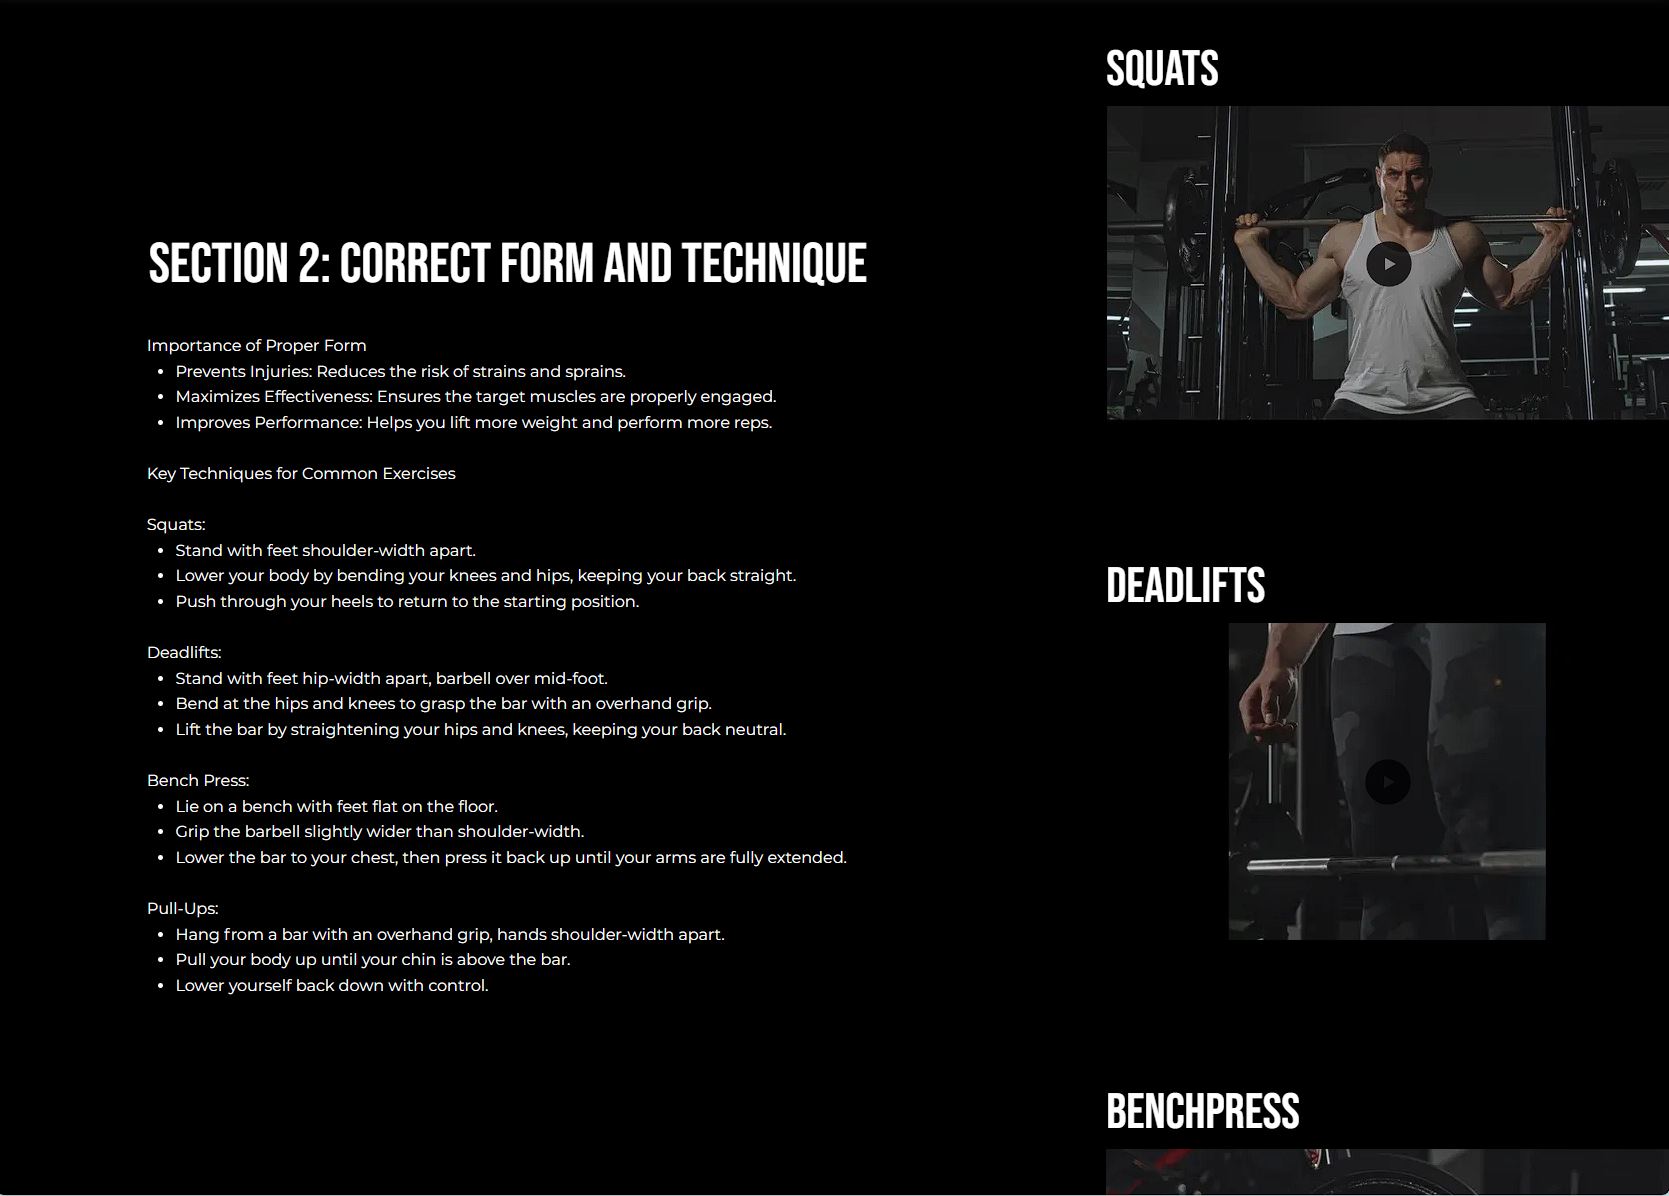 SECTION 2: CORRECT FORM AND TECHNIQUE
Importance of Proper Form
• Prevents Injuries: Reduces the risk of strains and sprains.
• Maximizes Effectiveness: Ensures the target muscles are properly engaged.
• Improves Performance: Helps you lift more weight and perform more reps.
Key Techniques for Common Exercises
Squats:
• Stand with feet shoulder-width apart.
• Lower your body by bending your knees and hips, keeping your back straight.
• Push through your heels to return to the starting position.
Deadlifts:
• Stand with feet hip-width apart, barbell over mid-foot.
• Bend at the hips and knees to grasp the bar with an overhand grip.
• Lift the bar by straightening your hips and knees, keeping your back neutral.
Bench Press:
• Lie on a bench with feet flat on the floor.
• Grip the barbell slightly wider than shoulder-width.
• Lower the bar to your chest, then press it back up until your arms are fully extended.
Pull-Ups:
• Hang from a bar with an overhand grip, hands shoulder-width apart.
• Pull your body up until your chin is above the bar.
• Lower yourself back down with control.
SQUATS
DEADLIFTS
BENCHPRESS